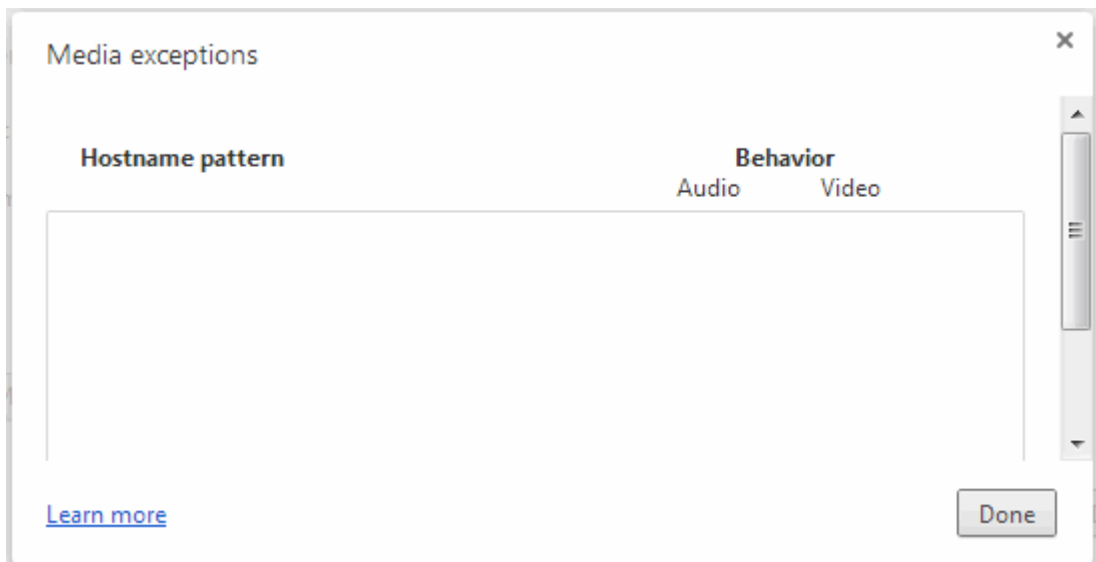 Media exceptions
Hostname pattern Behavior
Audio Video
Learn more Done